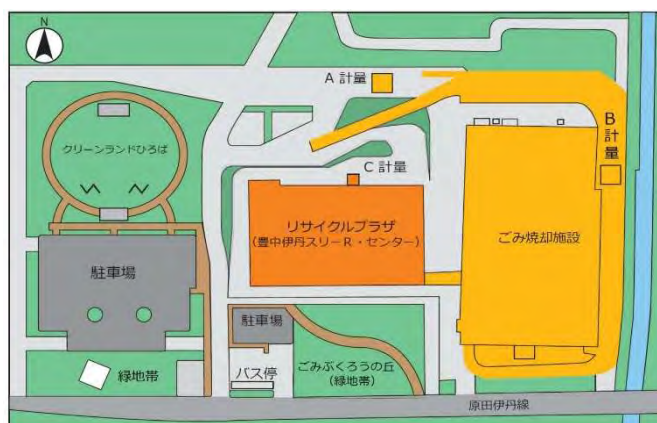 N
A 計量
B
計
量
クリーンランドひろば
C 計量
リサイクルプラザ
(豊中伊丹スリーR・センター)
ごみ焼却施設
駐車場
駐車場
緑地帯
バス停
ごみぶくろうの丘
(緑地帯)
原田伊丹線